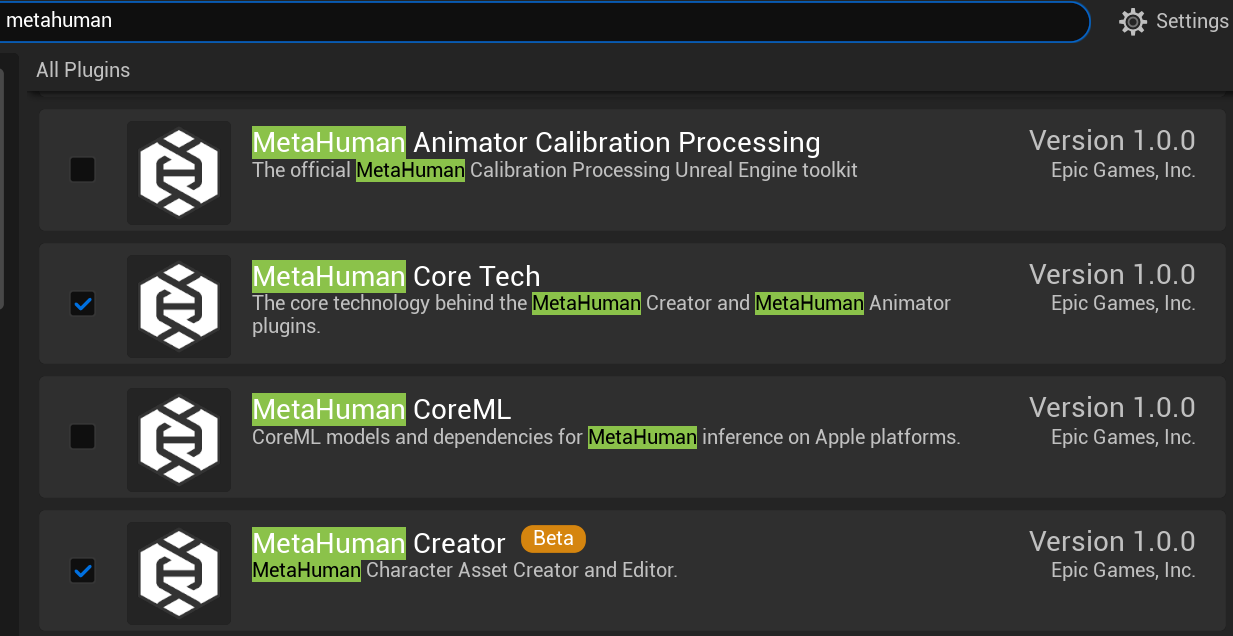 metahuman
Settings
All Plugins
MetaHuman Animator Calibration Processing
Version 1.0.0
The official MetaHuman Calibration Processing Unreal Engine toolkit
Epic Games, Inc.
MetaHuman Core Tech
Version 1.0.0
The core technology behind the MetaHuman Creator and MetaHuman Animator
plugins.
Epic Games, Inc.
MetaHuman CoreML
Version 1.0.0
CoreML models and dependencies for MetaHuman inference on Apple platforms.
Epic Games, Inc.
MetaHuman Creator Beta
Version 1.0.0
MetaHuman Character Asset Creator and Editor.
Epic Games, Inc.